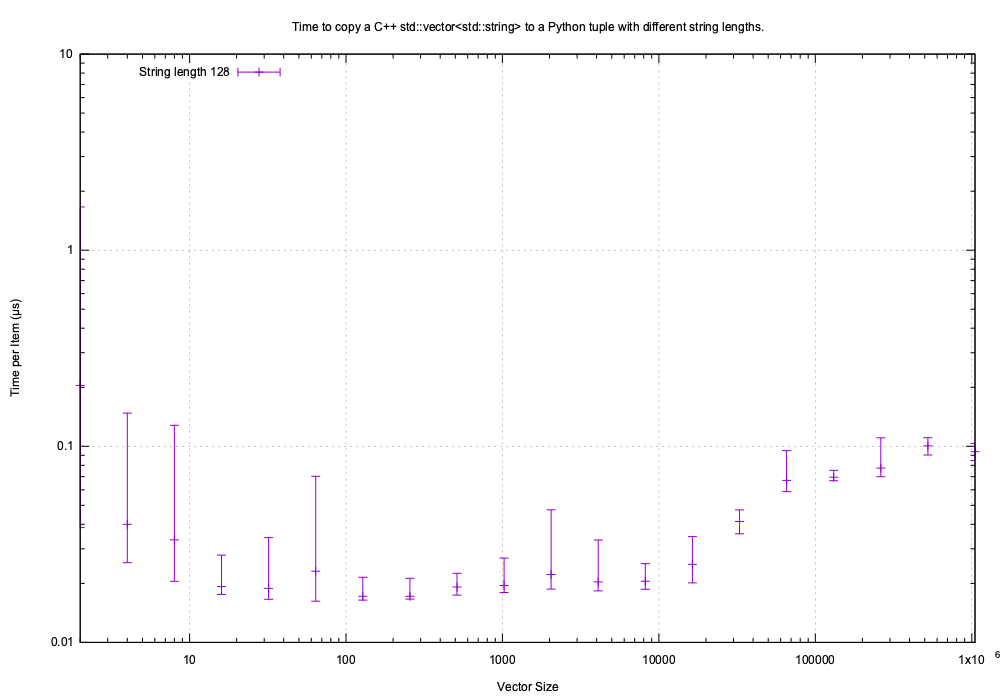 Time to copy a C++ std::vector<std::string> to a Python tuple with different string lengths.
String length 128
10
1
0.1
0.01
Time per Item (µs)
10
100
1000
10000
100000
1x10 6
Vector Size